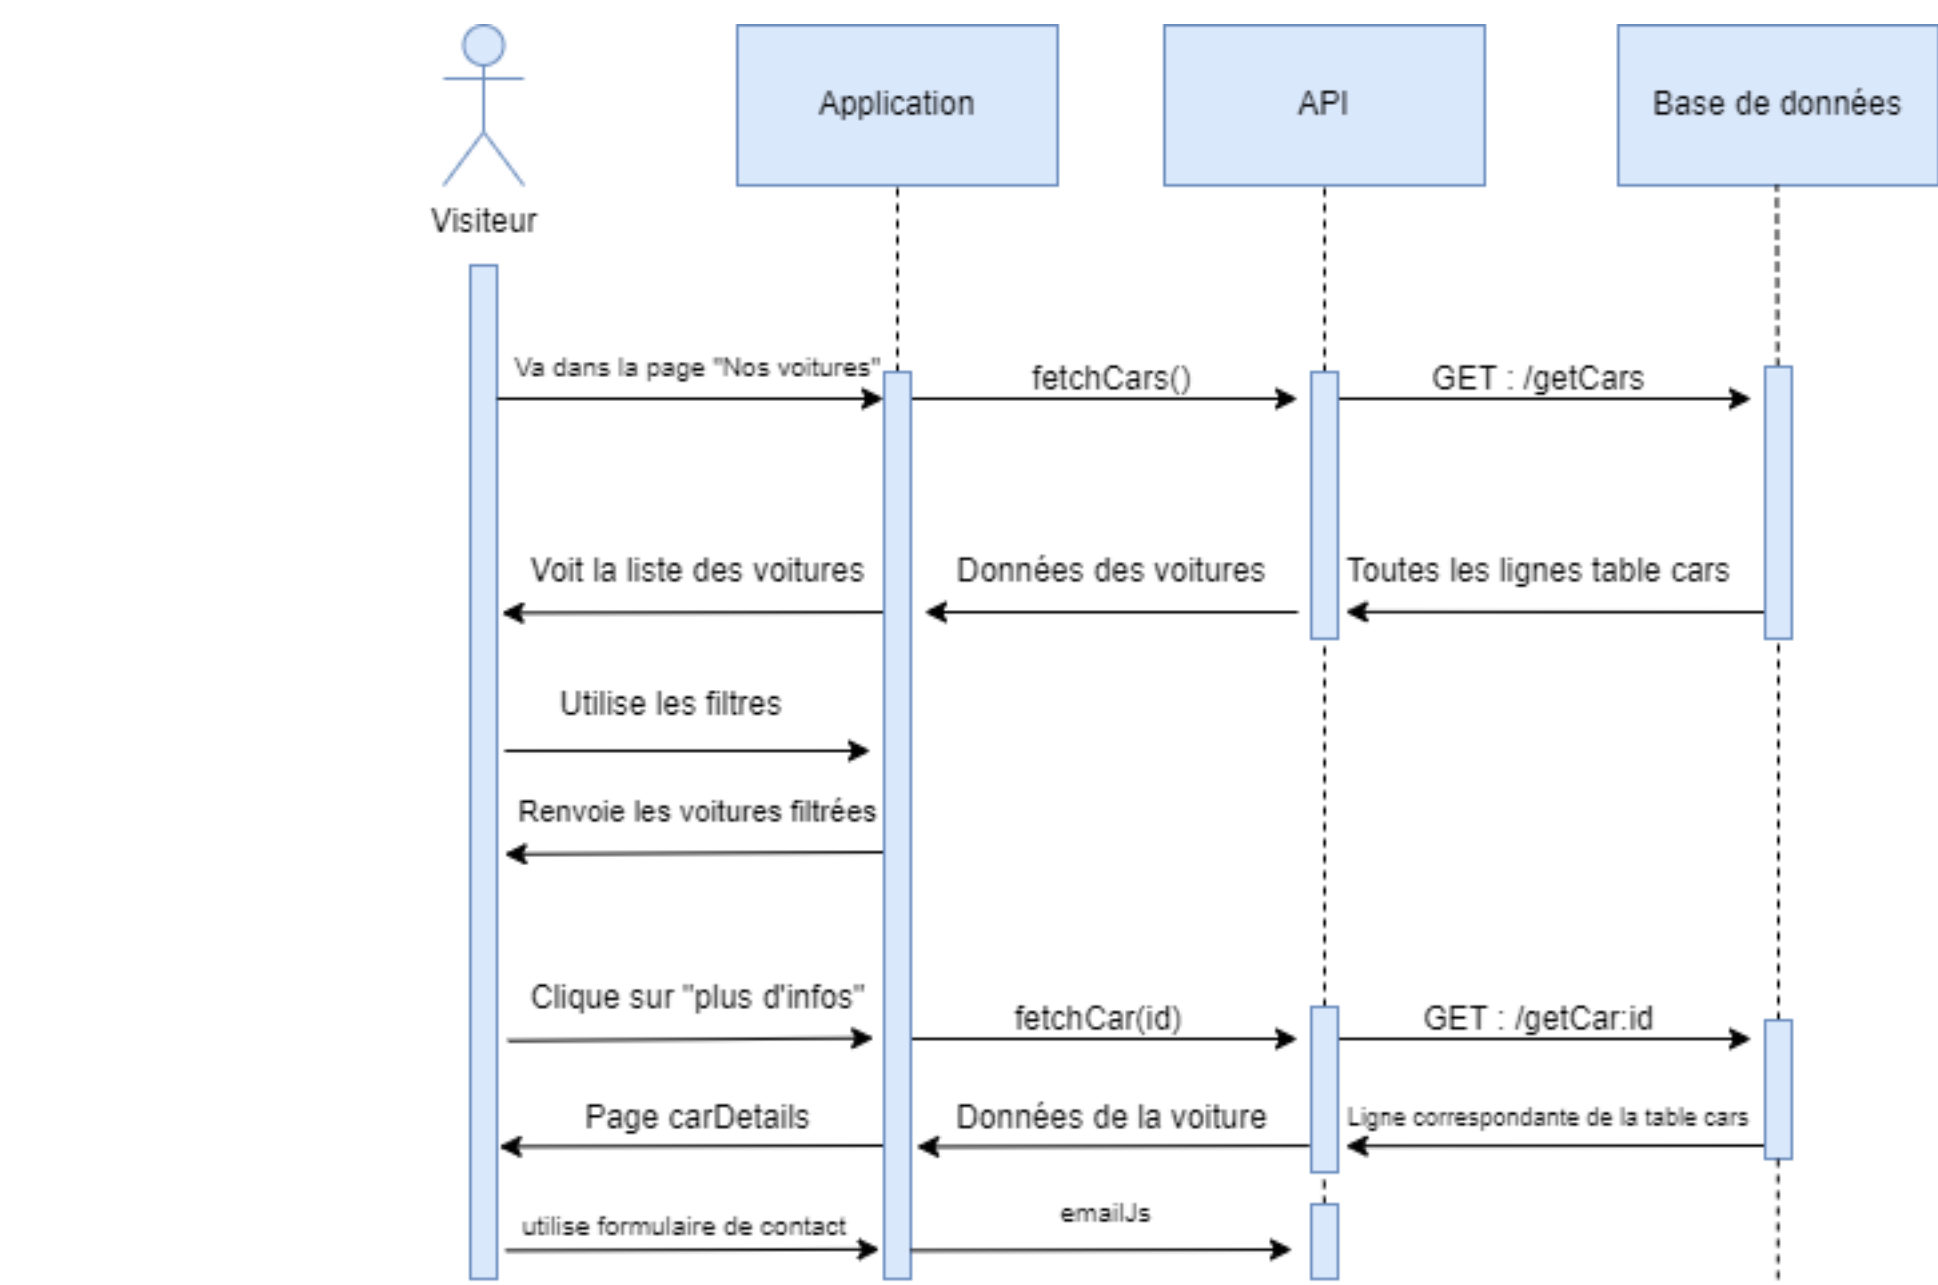 Application
API
Base de données
Visiteur
Va dans la page "Nos voitures"
fetchCars()
GET : /getCars
Voit la liste des voitures
Données des voitures
Toutes les lignes table cars
Utilise les filtres
Renvoie les voitures filtrées
Clique sur "plus d'infos"
fetchCar(id)
GET : /getCar:id
Page carDetails
Données de la voiture
Ligne correspondante de la table cars
utilise formulaire de contact
emailJs